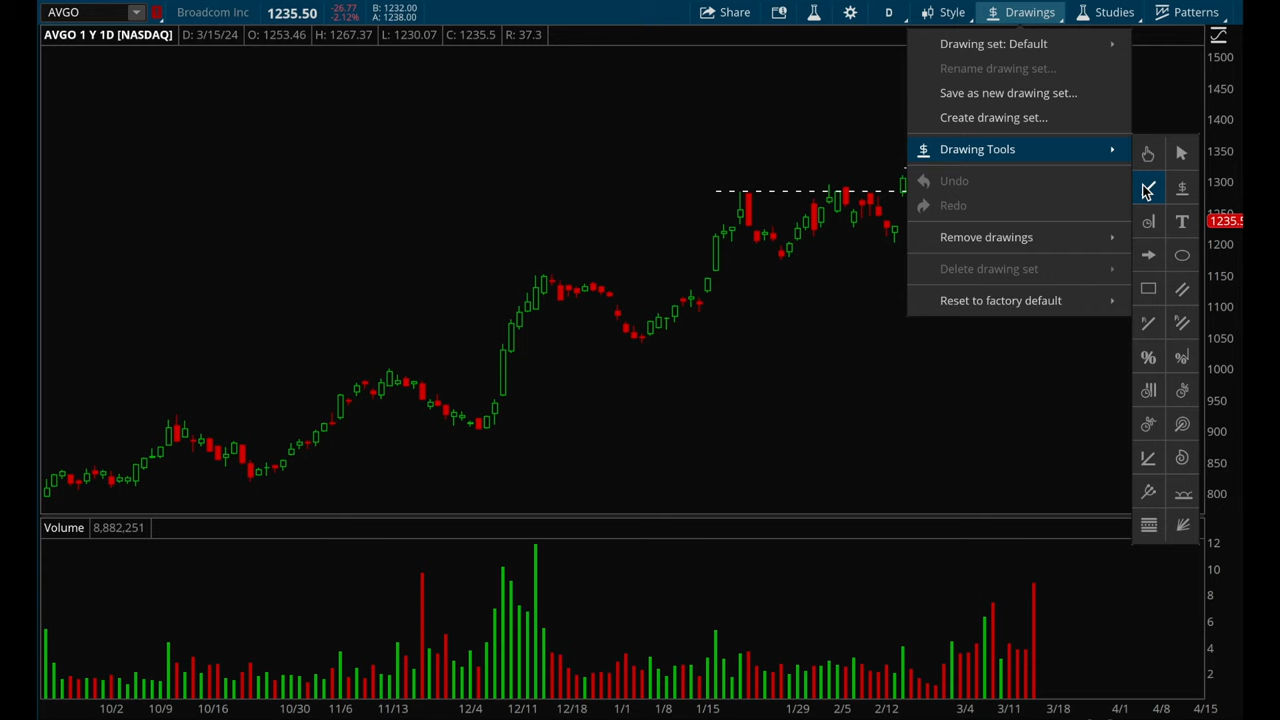 AVGO Broadcom Inc 1235.50 -26.77 -2.12% B: 1232.00 A: 1238.00 Share D Style $ Drawings Studies Patterns
AVGO 1 Y 1D [NASDAQ] D: 3/15/24 O: 1253.46 H: 1267.37 L: 1230.07 C: 1235.5 R: 37.3
Drawing set: Default
Rename drawing set...
Save as new drawing set...
Create drawing set...
$ Drawing Tools
Undo
Redo
Remove drawings
Delete drawing set
Reset to factory default
$
T
%
%
1500
1450
1400
1350
1300
1235.5
1200
1150
1100
1050
1000
950
900
850
800
Volume 8,882,251
12
10
8
6
4
2
10/2 10/9 10/16 10/30 11/6 11/13 12/4 12/11 12/18 1/1 1/8 1/15 1/29 2/5 2/12 3/4 3/11 3/18 4/1 4/8 4/15